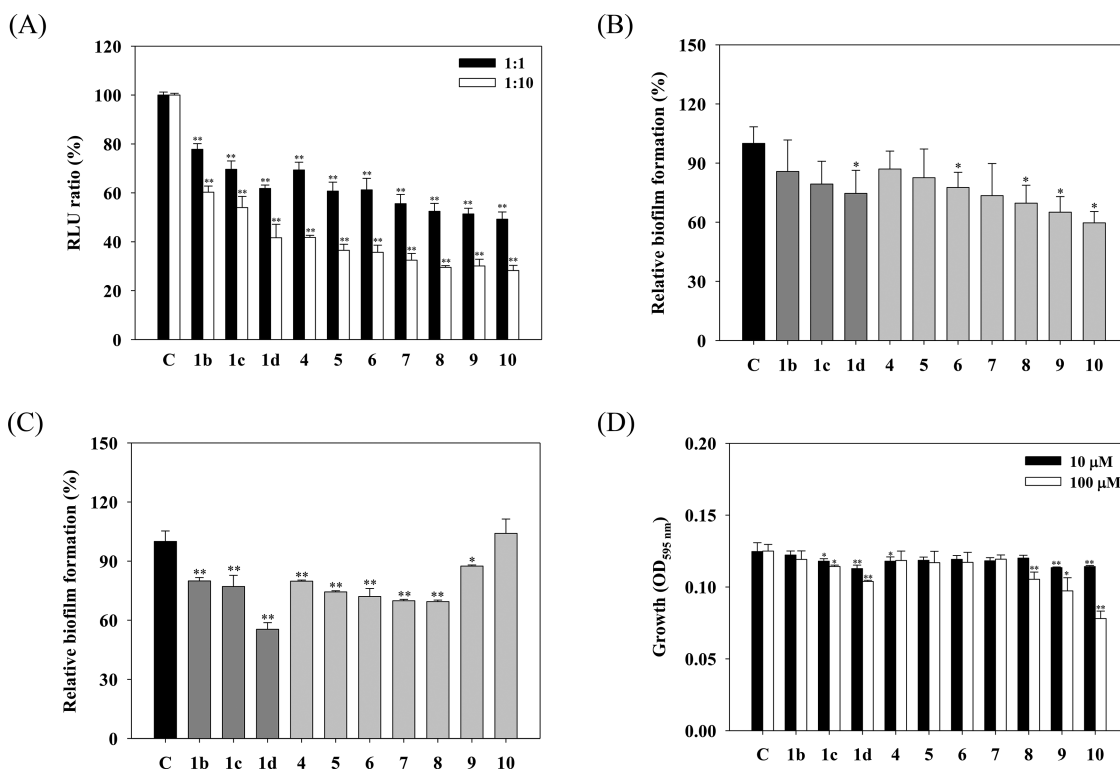 (A)
120
100
80
60
40
20
0
RLU ratio (%)
1:1
1:10
** ** ** ** ** ** ** ** ** **
** ** ** ** ** ** ** ** ** **
C 1b 1c 1d 4 5 6 7 8 9 10
(B)
150
120
90
60
30
0
Relative biofilm formation (%)
* * * * *
C 1b 1c 1d 4 5 6 7 8 9 10
(C)
150
120
90
60
30
0
Relative biofilm formation (%)
** ** ** ** ** ** ** ** *
C 1b 1c 1d 4 5 6 7 8 9 10
(D)
0.20
0.15
0.10
0.05
0.00
Growth (OD595 nm)
10 μM
100 μM
* ** * ** **
* ** ** * **
C 1b 1c 1d 4 5 6 7 8 9 10